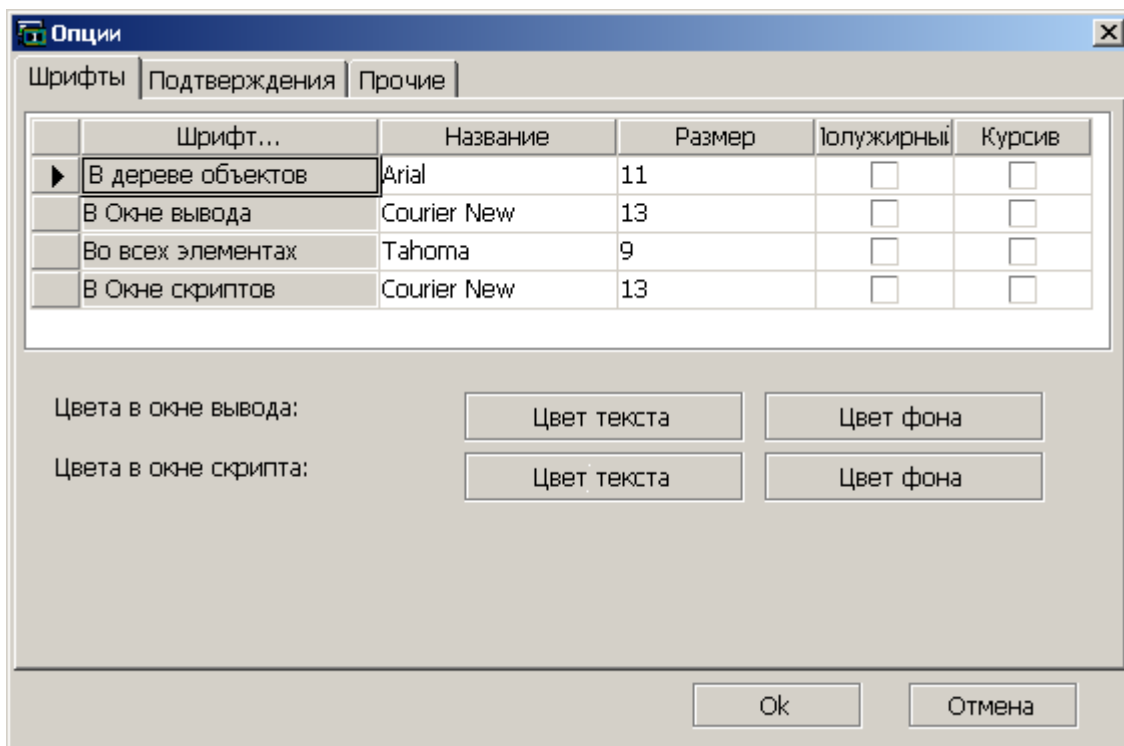 Опции
Шрифты Подтверждения Прочие
Шрифт... Название Размер Полужирный Курсив
В дереве объектов Arial 11
В Окне вывода Courier New 13
Во всех элементах Tahoma 9
В Окне скриптов Courier New 13
Цвета в окне вывода: Цвет текста Цвет фона
Цвета в окне скрипта: Цвет текста Цвет фона
Ok Отмена